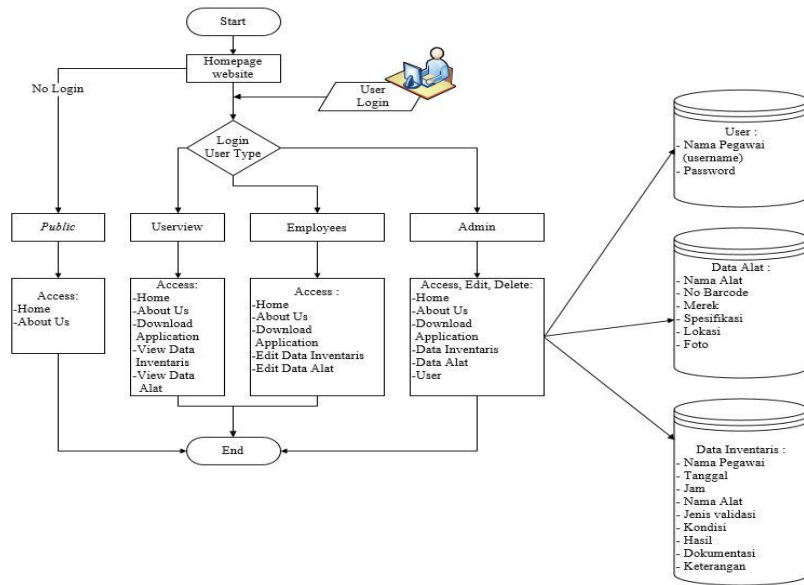 Start
Homepage
website
No Login
User
Login
Login
User Type
Public
Userview
Employees
Admin
Access:
-Home
-About Us
Access:
-Home
-About Us
-Download
Application
-View Data
Inventaris
-View Data
Alat
Access :
-Home
-About Us
-Download
Application
-Edit Data Inventaris
-Edit Data Alat
Access, Edit, Delete:
-Home
-About Us
-Download
Application
-Data Inventaris
-Data Alat
-User
End
User :
- Nama Pegawai
(username)
- Password
Data Alat :
- Nama Alat
- No Barcode
- Merek
- Spesifikasi
- Lokasi
- Foto
Data Inventaris :
- Nama Pegawai
- Tanggal
- Jam
- Nama Alat
- Jenis validasi
- Kondisi
- Hasil
- Dokumentasi
- Keterangan